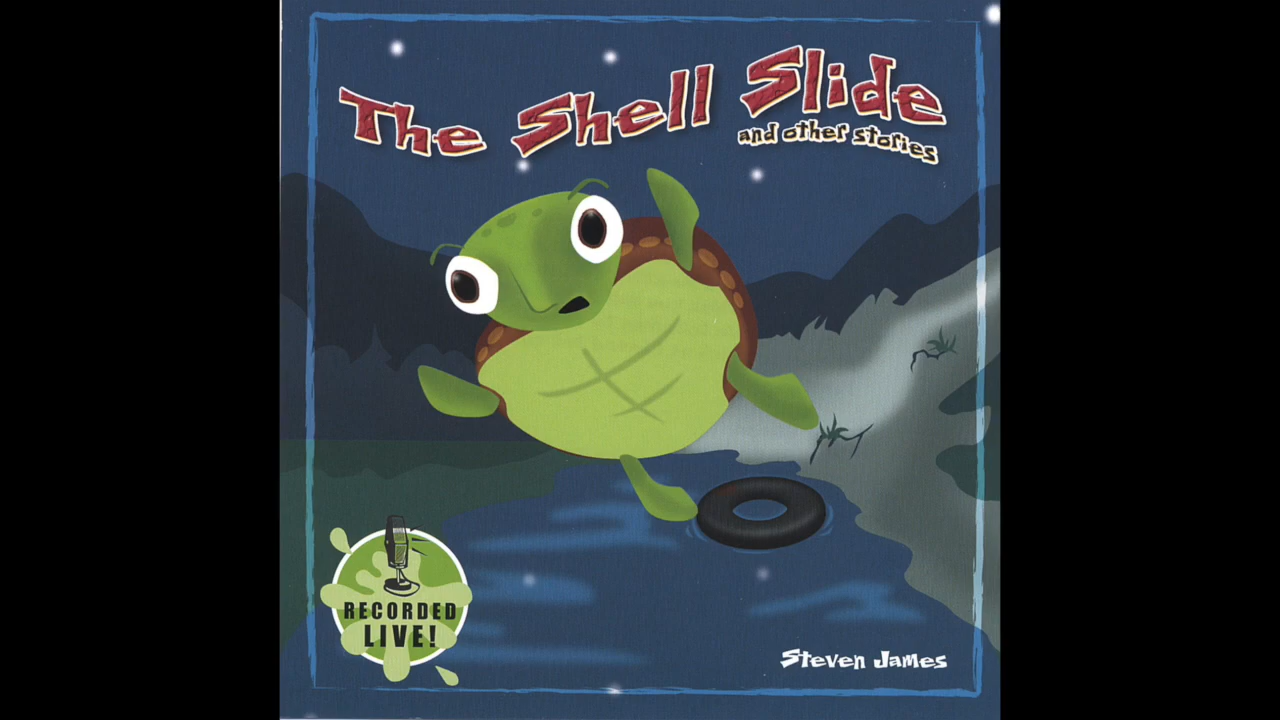 The Shell Slide
and other stories
RECORDED
LIVE!
Steven James